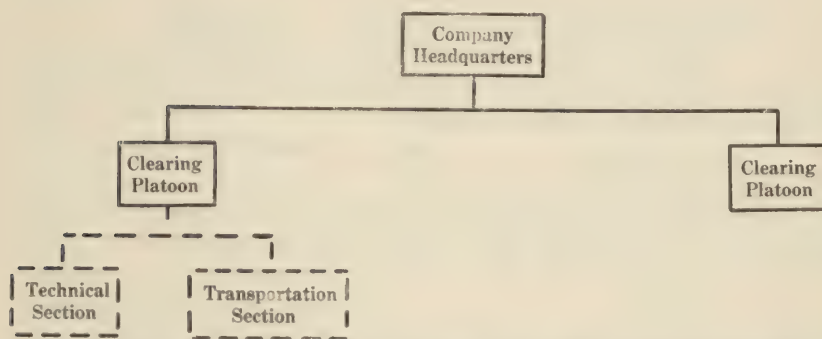 Company
Headquarters
Clearing
Platoon
Clearing
Platoon
Technical
Section
Transportation
Section